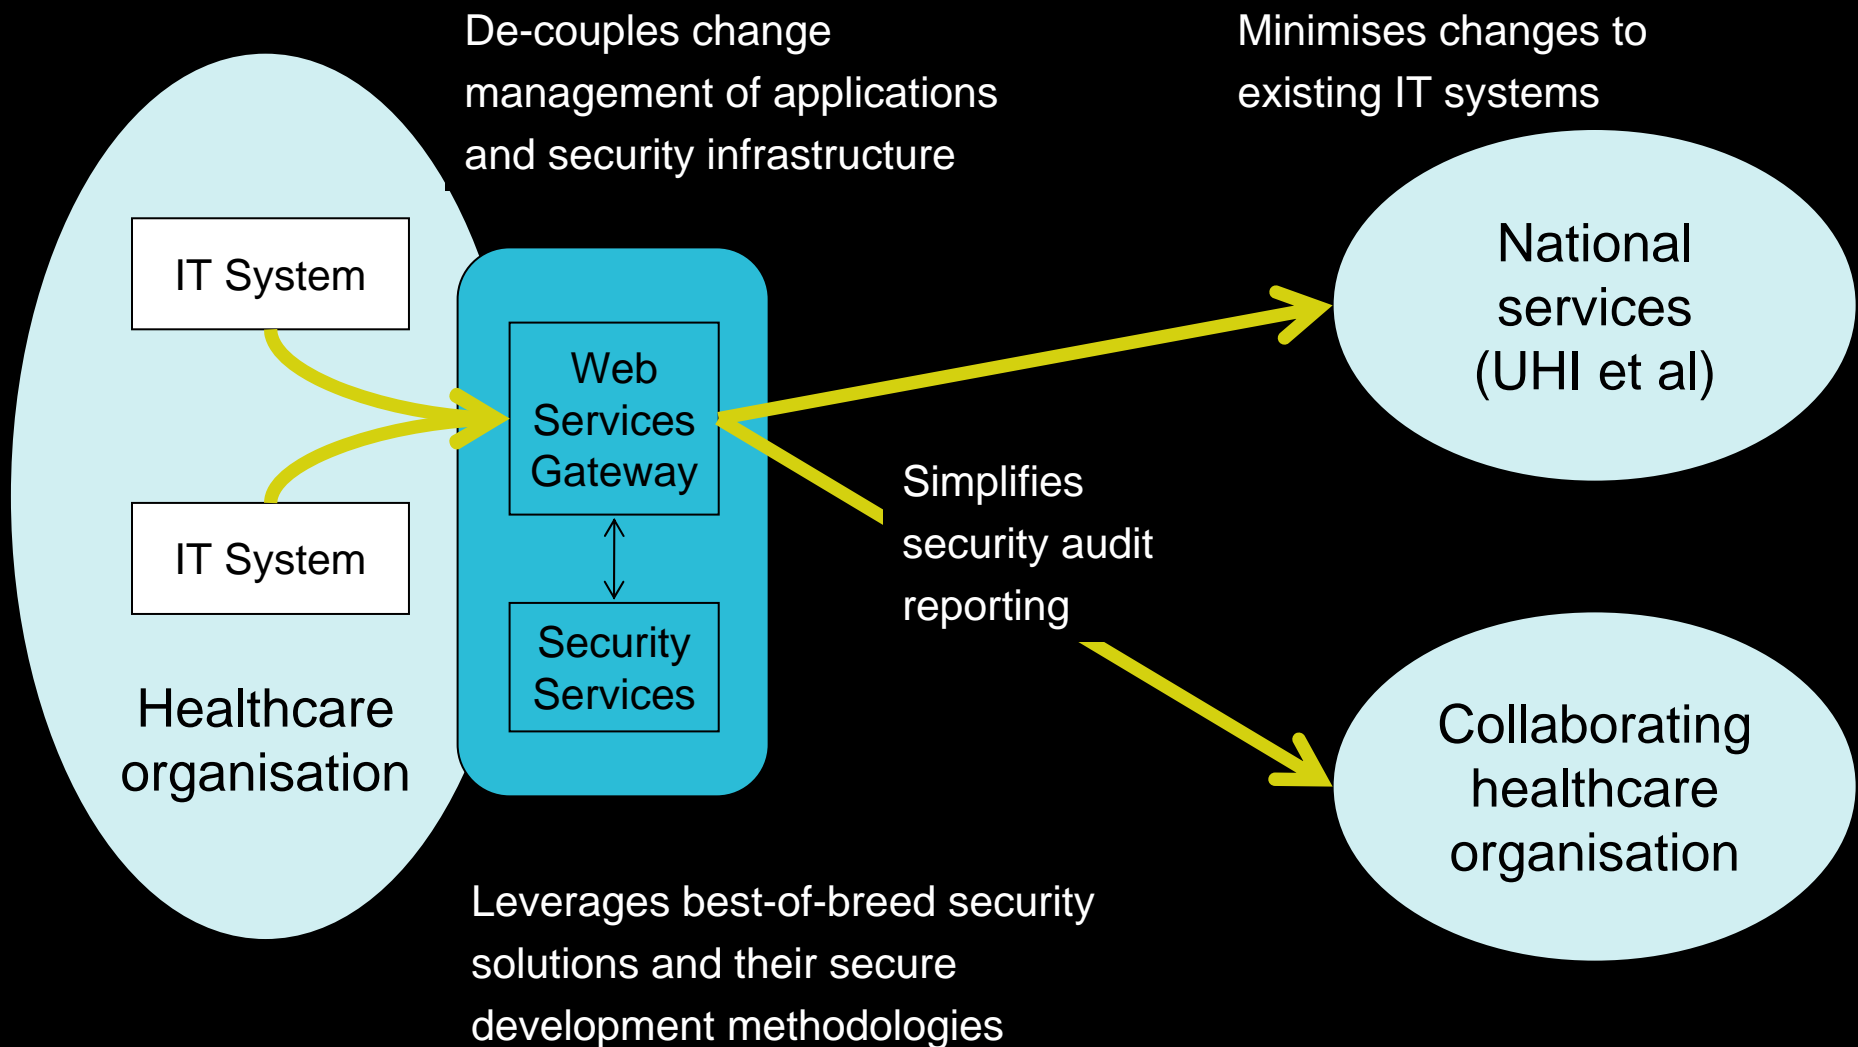 De-couples change
management of applications
and security infrastructure
Minimises changes to
existing IT systems
IT System
IT System
Healthcare
organisation
Web
Services
Gateway
Security
Services
National
services
(UHI et al)
Simplifies
security audit
reporting
Collaborating
healthcare
organisation
Leverages best-of-breed security
solutions and their secure
development methodologies